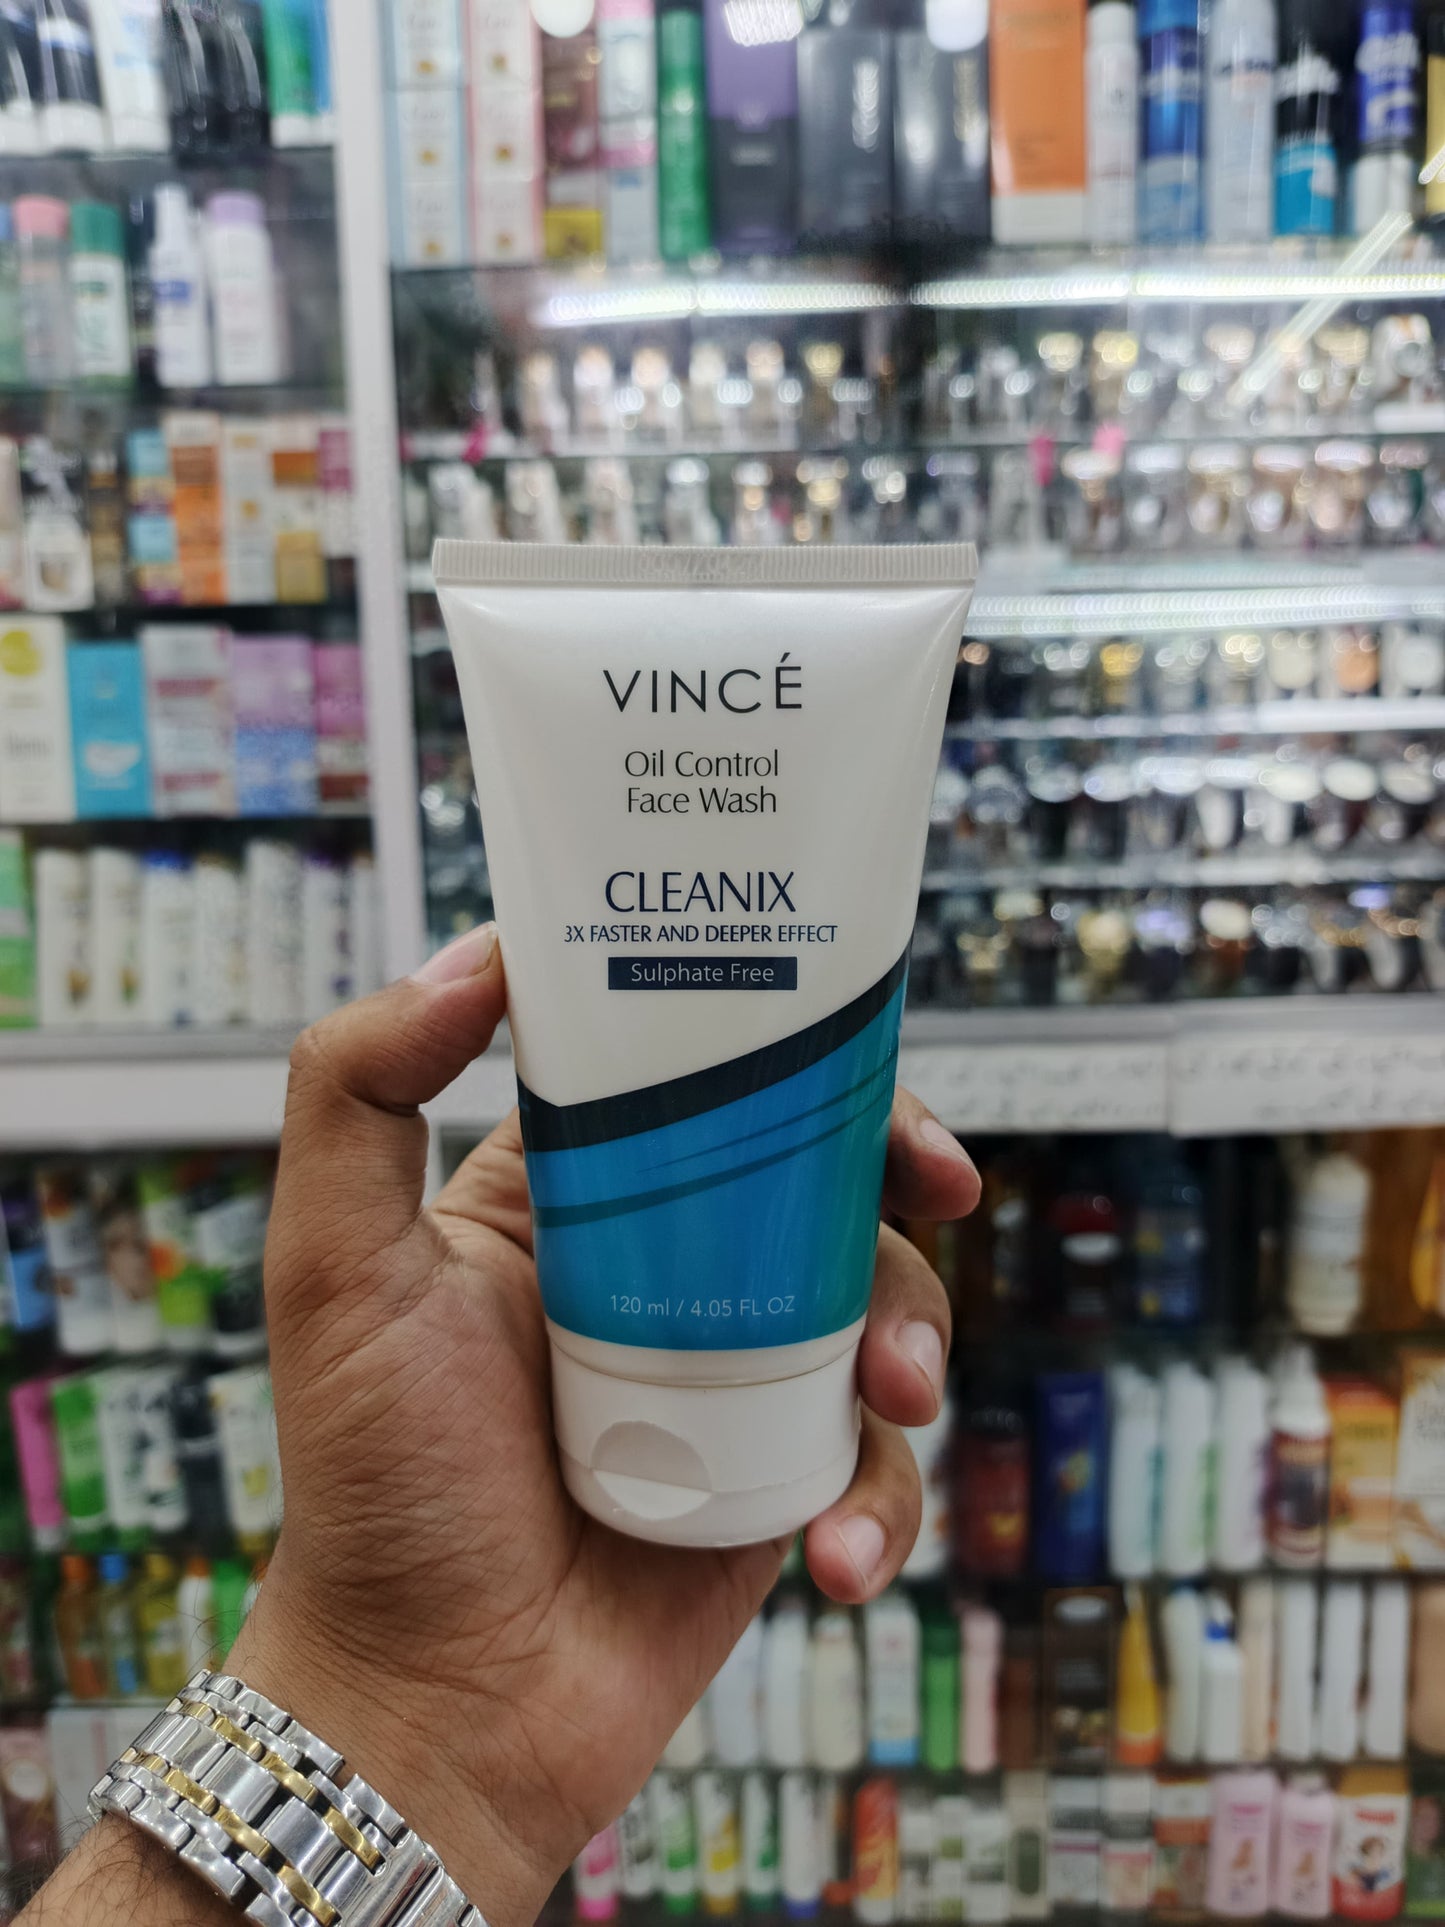 VINCÉ
Oil Control
Face Wash
CLEANIX
3X FASTER AND DEEPER EFFECT
Sulphate Free
120 ml / 4.05 FL OZ